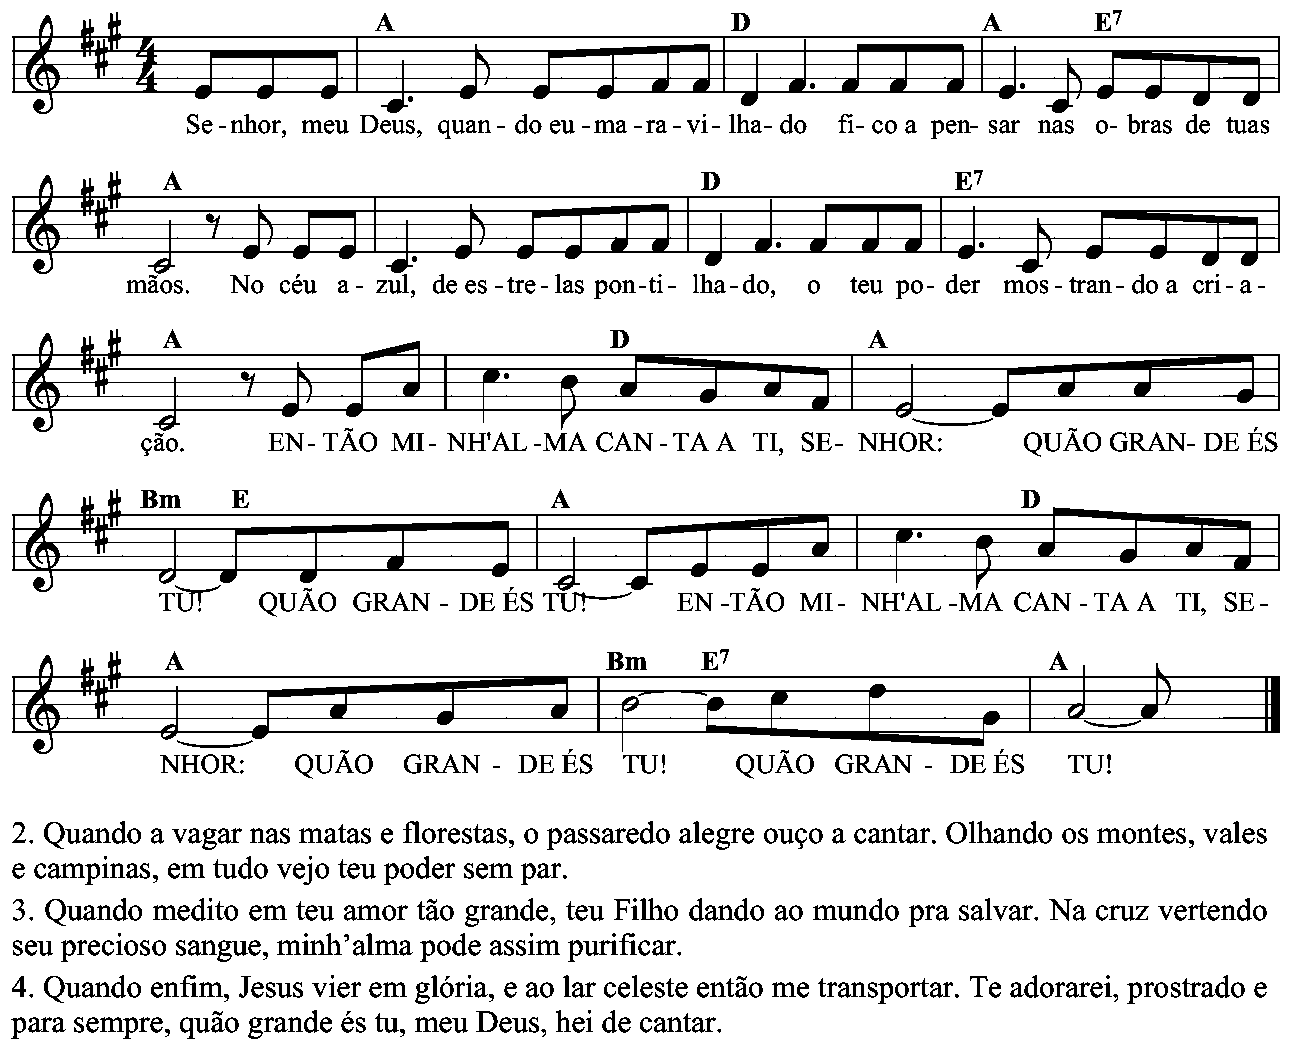 A D A E7
Se-nhor, meu Deus, quan-do eu-ma-ra-vi-lha-do fi-co a pen-sar nas o-bras de tuas
A D E7
mãos. No céu a-zul, de es-tre-las pon-ti-lha-do, o teu po-der mos-tran-do a cri-a-
A D A
ção. EN-TÃO MI-NH'AL-MA CAN-TA A TI, SE-NHOR: QUÃO GRAN-DE ÉS
Bm E A D
TU! QUÃO GRAN-DE ÉS TU! EN-TÃO MI-NH'AL-MA CAN-TA A TI, SE-
A Bm E7 A
NHOR: QUÃO GRAN-DE ÉS TU! QUÃO GRAN-DE ÉS TU!
2. Quando a vagar nas matas e florestas, o passaredo alegre ouço a cantar. Olhando os montes, vales
e campinas, em tudo vejo teu poder sem par.
3. Quando medito em teu amor tão grande, teu Filho dando ao mundo pra salvar. Na cruz vertendo
seu precioso sangue, minh’alma pode assim purificar.
4. Quando enfim, Jesus vier em glória, e ao lar celeste então me transportar. Te adorarei, prostrado e
para sempre, quão grande és tu, meu Deus, hei de cantar.